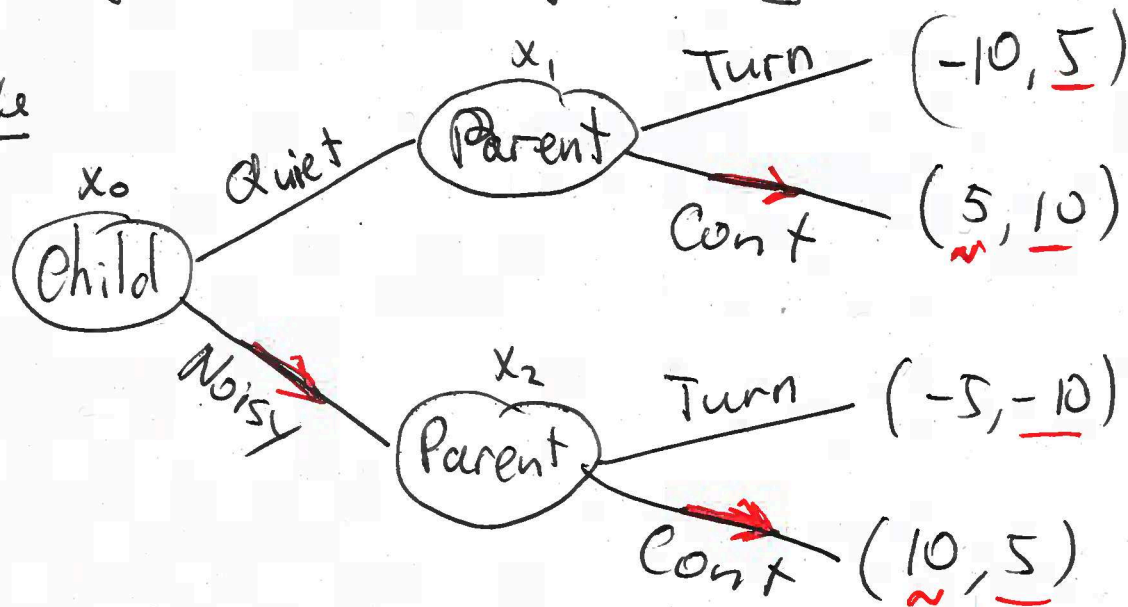 x₁
Turn
(-10, 5)
Quiet
Parent
x₀
Cont
(5, 10)
Child
Noisy
x₂
Turn
(-5, -10)
Parent
Cont
(10, 5)